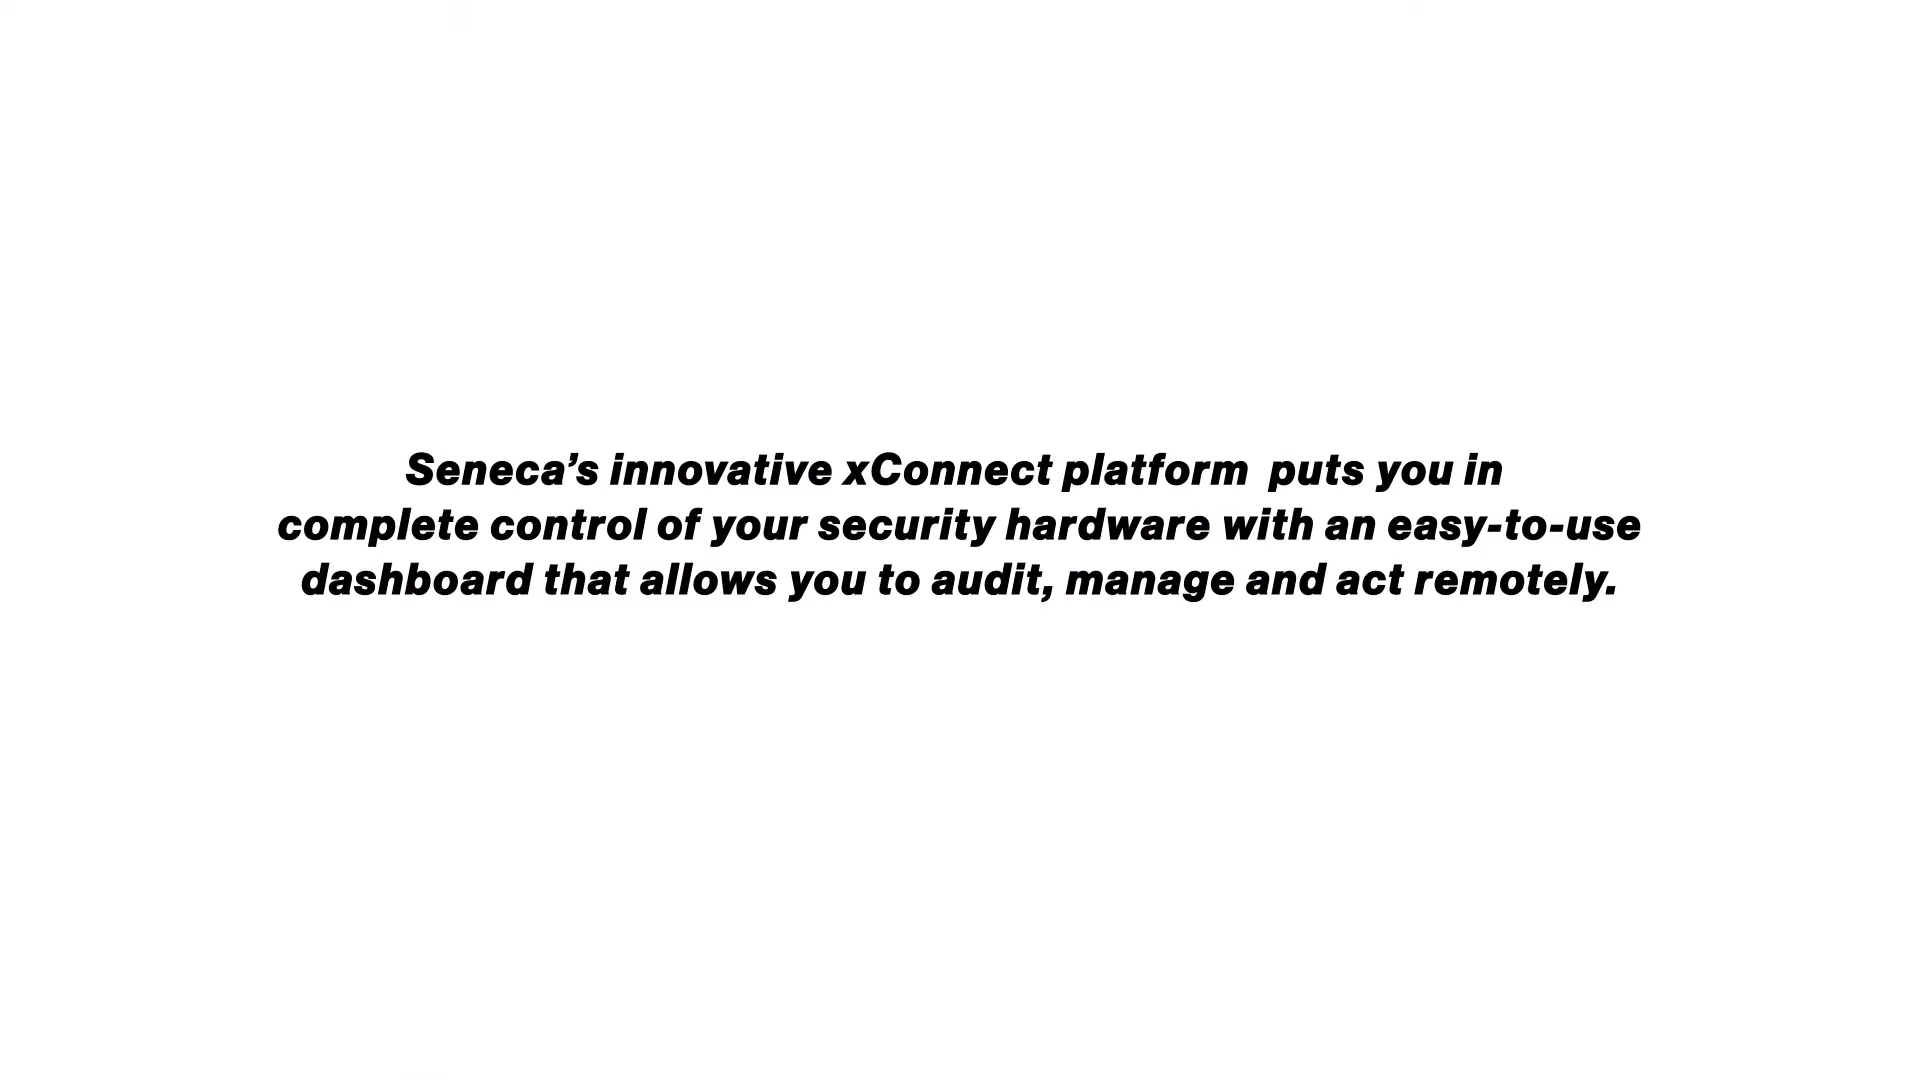 Seneca’s innovative xConnect platform  puts you in
complete control of your security hardware with an easy-to-use
dashboard that allows you to audit, manage and act remotely.